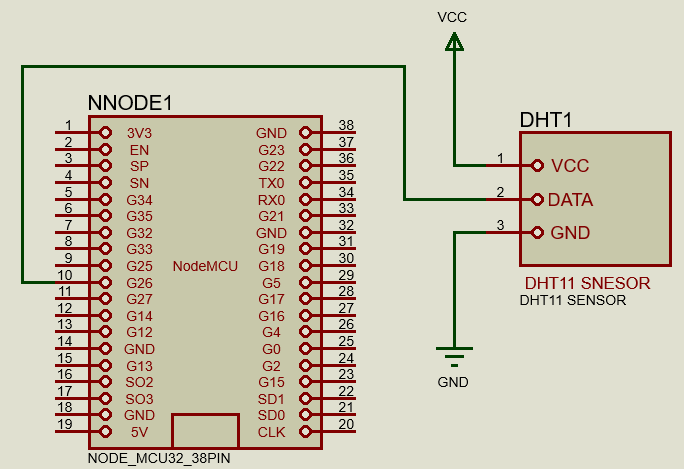 VCC
NNODE1
DHT1
1 3V3 GND 38
2 EN G23 37
3 SP G22 36
4 SN TX0 35
5 G34 RX0 34
6 G35 G21 33
7 G32 GND 32
8 G33 G19 31
9 G25 NodeMCU G18 30
10 G26 G5 29
11 G27 G17 28
12 G14 G16 27
13 G12 G4 26
14 GND G0 25
15 G13 G2 24
16 SO2 G15 23
17 SO3 SD1 22
18 GND SD0 21
19 5V CLK 20
NODE_MCU32_38PIN
1 VCC
2 DATA
3 GND
DHT11 SNESOR
DHT11 SENSOR
GND